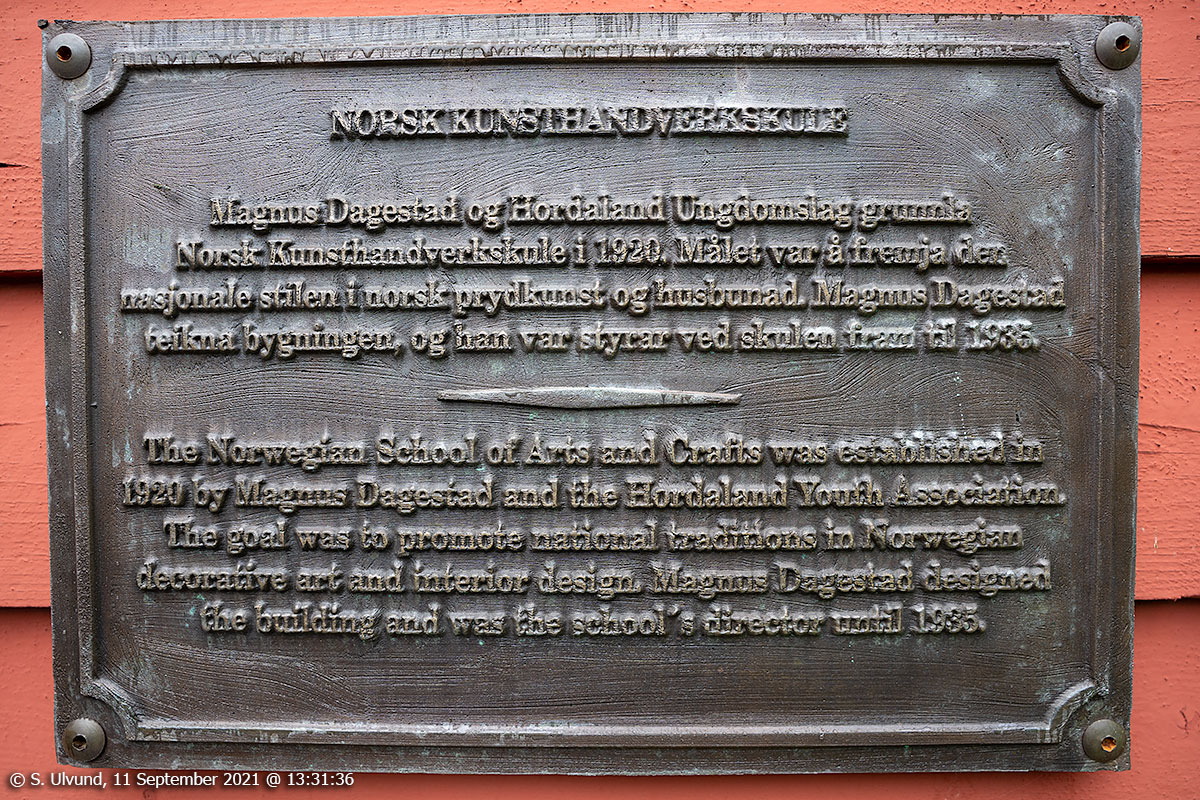 NORSK KUNSTHANDVERKSKULE
Magnus Dagestad og Hordaland Ungdomslag grunnla
Norsk Kunsthandverkskule i 1920. Målet var å fremja den
nasjonale stilen i norsk prydkunst og husbunad. Magnus Dagestad
teikna bygningen, og han var styrar ved skulen fram til 1935.
The Norwegian School of Arts and Crafts was established in
1920 by Magnus Dagestad and the Hordaland Youth Association.
The goal was to promote national traditions in Norwegian
decorative art and interior design. Magnus Dagestad designed
the building and was the school's director until 1935.
© S. Ulvund, 11 September 2021 @ 13:31:36